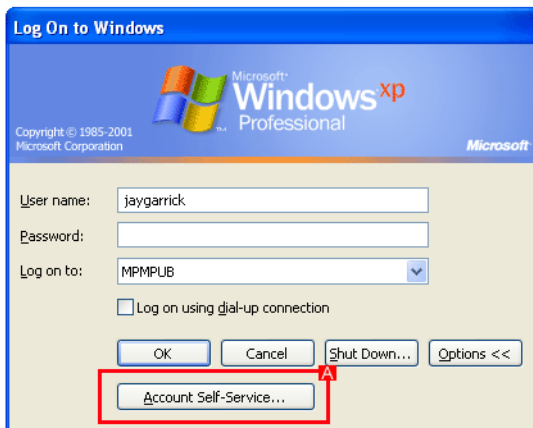 Log On to Windows
Microsoft
Windows xp
Professional
Copyright © 1985-2001
Microsoft Corporation
Microsoft
User name: jaygarrick
Password:
Log on to: MPMPUB
Log on using dial-up connection
OK Cancel Shut Down... Options <<
A
Account Self-Service...